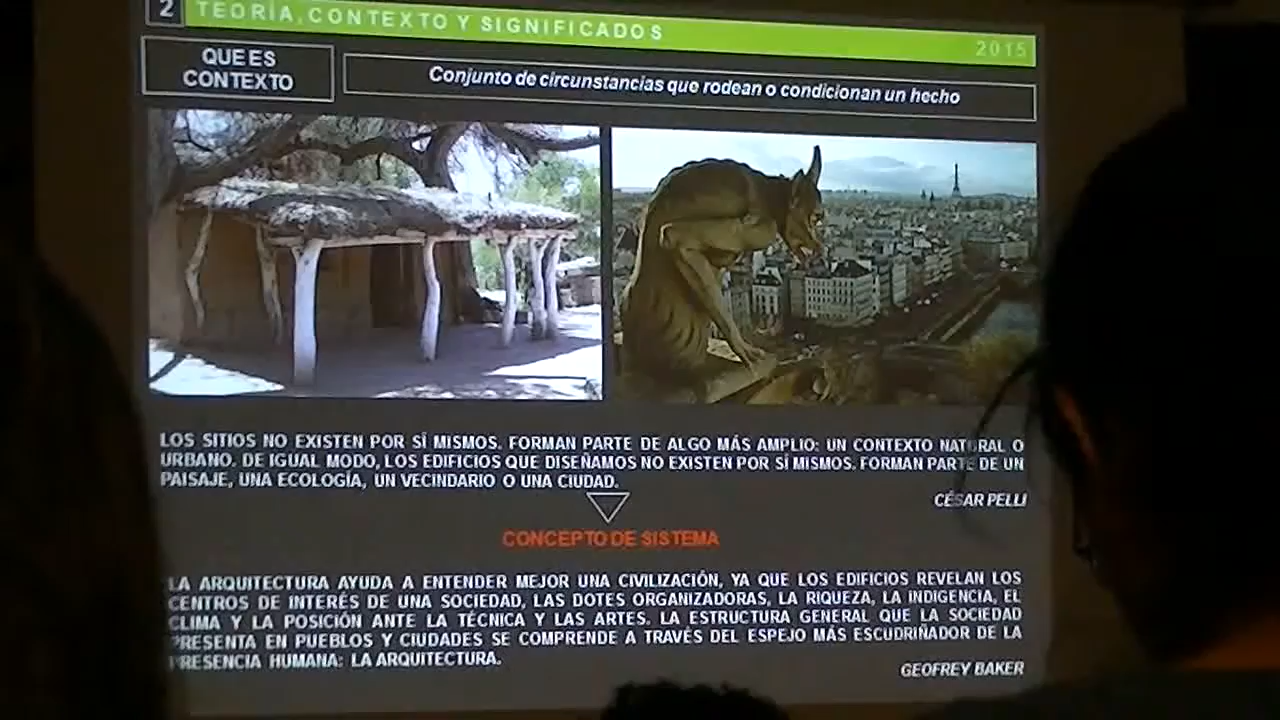 2 TEORÍA, CONTEXTO Y SIGNIFICADOS
2015
QUE ES
CONTEXTO
Conjunto de circunstancias que rodean o condicionan un hecho
LOS SITIOS NO EXISTEN POR SÍ MISMOS. FORMAN PARTE DE ALGO MÁS AMPLIO: UN CONTEXTO NATURAL O
URBANO. DE IGUAL MODO, LOS EDIFICIOS QUE DISEÑAMOS NO EXISTEN POR SÍ MISMOS. FORMAN PARTE DE UN
PAISAJE, UNA ECOLOGÍA, UN VECINDARIO O UNA CIUDAD.
CÉSAR PELLI
CONCEPTO DE SISTEMA
LA ARQUITECTURA AYUDA A ENTENDER MEJOR UNA CIVILIZACIÓN, YA QUE LOS EDIFICIOS REVELAN LOS
CENTROS DE INTERÉS DE UNA SOCIEDAD, LAS DOTES ORGANIZADORAS, LA RIQUEZA, LA INDIGENCIA, EL
CLIMA Y LA POSICIÓN ANTE LA TÉCNICA Y LAS ARTES. LA ESTRUCTURA GENERAL QUE LA SOCIEDAD
PRESENTA EN PUEBLOS Y CIUDADES SE COMPRENDE A TRAVÉS DEL ESPEJO MÁS ESCUDRIÑADOR DE LA
PRESENCIA HUMANA: LA ARQUITECTURA.
GEOFREY BAKER